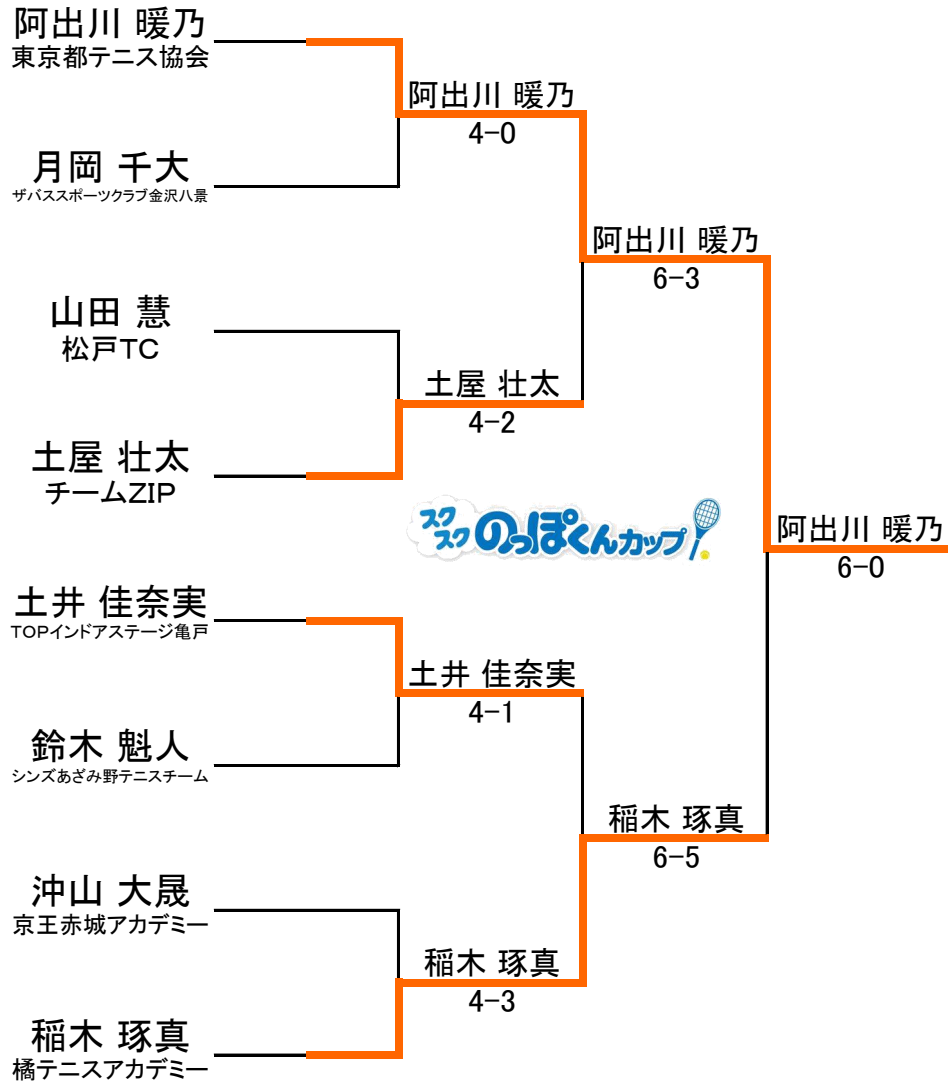 阿出川 暖乃
東京都テニス協会
阿出川 暖乃
4-0
月岡 千大
ザバススポーツクラブ金沢八景
阿出川 暖乃
6-3
山田 慧
松戸TC
土屋 壮太
4-2
土屋 壮太
チームZIP
スク
スク
のっぽくんカップ
阿出川 暖乃
6-0
土井 佳奈実
TOPインドアステージ亀戸
土井 佳奈実
4-1
鈴木 魁人
シンズあざみ野テニスチーム
稲木 琢真
6-5
沖山 大晟
京王赤城アカデミー
稲木 琢真
4-3
稲木 琢真
橘テニスアカデミー